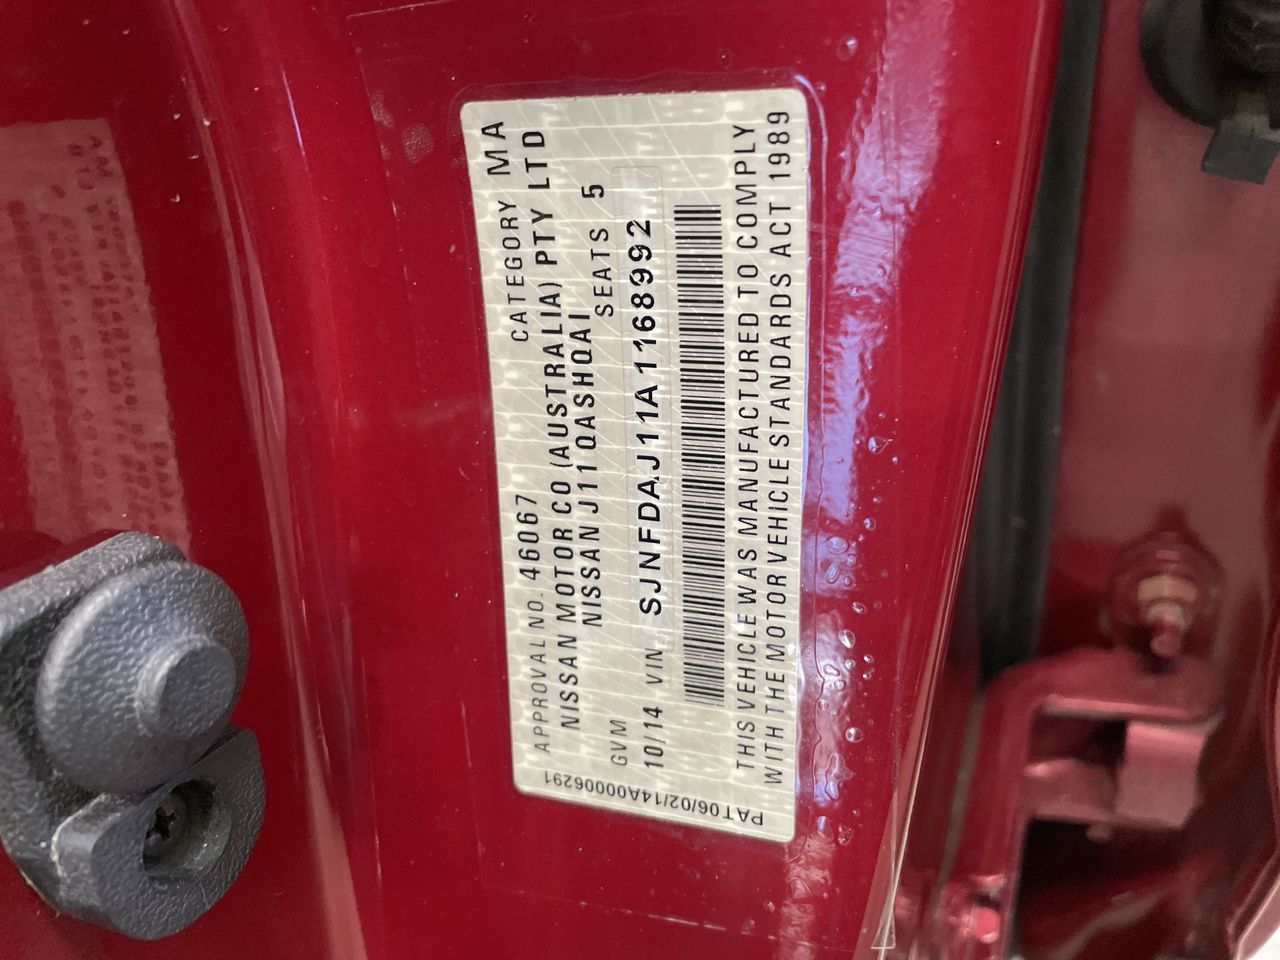 APPROVAL NO. 46067 CATEGORY MA
NISSAN MOTOR CO (AUSTRALIA) PTY LTD
NISSAN J11 QASHQAI
GVM SEATS 5
10/14 VIN SJNFDAJ11A1168992
THIS VEHICLE WAS MANUFACTURED TO COMPLY
WITH THE MOTOR VEHICLE STANDARDS ACT 1989
PAT06/02/14A00006291